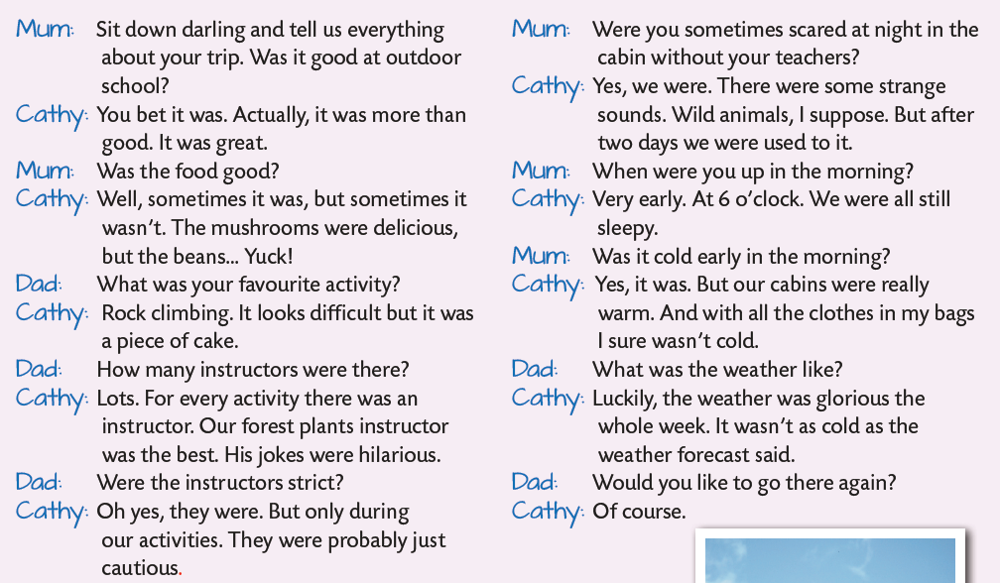 Mum: Sit down darling and tell us everything
about your trip. Was it good at outdoor
school?
Cathy: You bet it was. Actually, it was more than
good. It was great.
Mum: Was the food good?
Cathy: Well, sometimes it was, but sometimes it
wasn't. The mushrooms were delicious,
but the beans... Yuck!
Dad: What was your favourite activity?
Cathy: Rock climbing. It looks difficult but it was
a piece of cake.
Dad: How many instructors were there?
Cathy: Lots. For every activity there was an
instructor. Our forest plants instructor
was the best. His jokes were hilarious.
Dad: Were the instructors strict?
Cathy: Oh yes, they were. But only during
our activities. They were probably just
cautious.
Mum: Were you sometimes scared at night in the
cabin without your teachers?
Cathy: Yes, we were. There were some strange
sounds. Wild animals, I suppose. But after
two days we were used to it.
Mum: When were you up in the morning?
Cathy: Very early. At 6 o'clock. We were all still
sleepy.
Mum: Was it cold early in the morning?
Cathy: Yes, it was. But our cabins were really
warm. And with all the clothes in my bags
I sure wasn't cold.
Dad: What was the weather like?
Cathy: Luckily, the weather was glorious the
whole week. It wasn't as cold as the
weather forecast said.
Dad: Would you like to go there again?
Cathy: Of course.